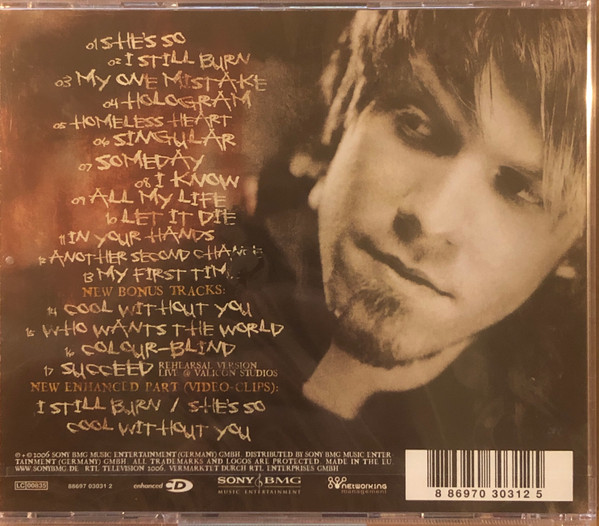 01 SHE'S SO
02 I STILL BURN
03 MY ONE MISTAKE
04 HOLOGRAM
05 HOMELESS HEART
06 SINGULAR
07 SOMEDAY
08 I KNOW
09 ALL MY LIFE
10 LET IT DIE
11 IN YOUR HANDS
12 ANOTHER SECOND CHANCE
13 MY FIRST TIM
NEW BONUS TRACKS:
14 COOL WITHOUT YOU
15 WHO WANTS THE WORLD
16 COLOUR-BLIND
17 SUCCEED REHEARSAL VERSION
LIVE @ VALICON STUDIOS
NEW ENHANCED PART (VIDEO-CLIPS):
I STILL BURN / SHE'S SO
COOL WITHOUT YOU
℗ + © 2006 SONY BMG MUSIC ENTERTAINMENT (GERMANY) GMBH. DISTRIBUTED BY SONY BMG MUSIC ENTER
TAINMENT (GERMANY) GMBH. ALL TRADEMARKS AND LOGOS ARE PROTECTED. MADE IN THE EU.
WWW.SONYBMG.DE RTL TELEVISION 2006. VERMARKTET DURCH RTL ENTERPRISES GMBH
LC 00835
88697 03031 2
enhanced CD
SONY BMG
MUSIC ENTERTAINMENT
networking
management
8 86970 30312 5